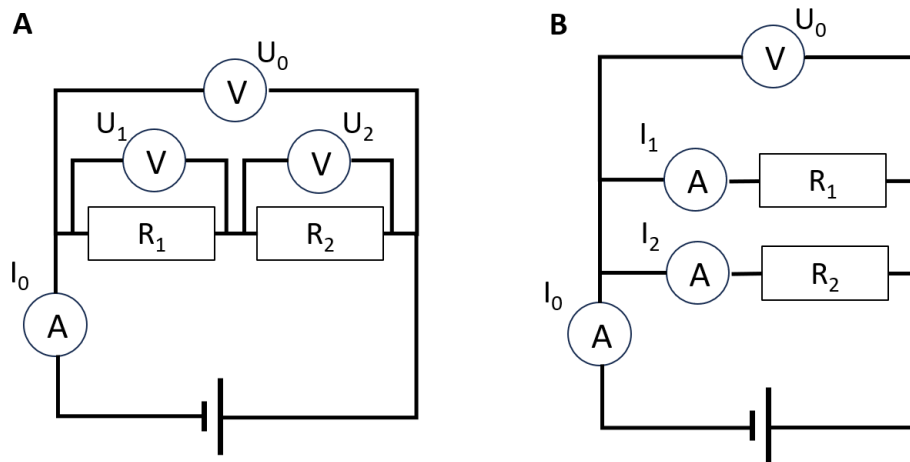 A
U₀
V
U₁
V
U₂
V
R₁
R₂
I₀
A
B
U₀
V
I₁
A
R₁
I₂
A
R₂
I₀
A